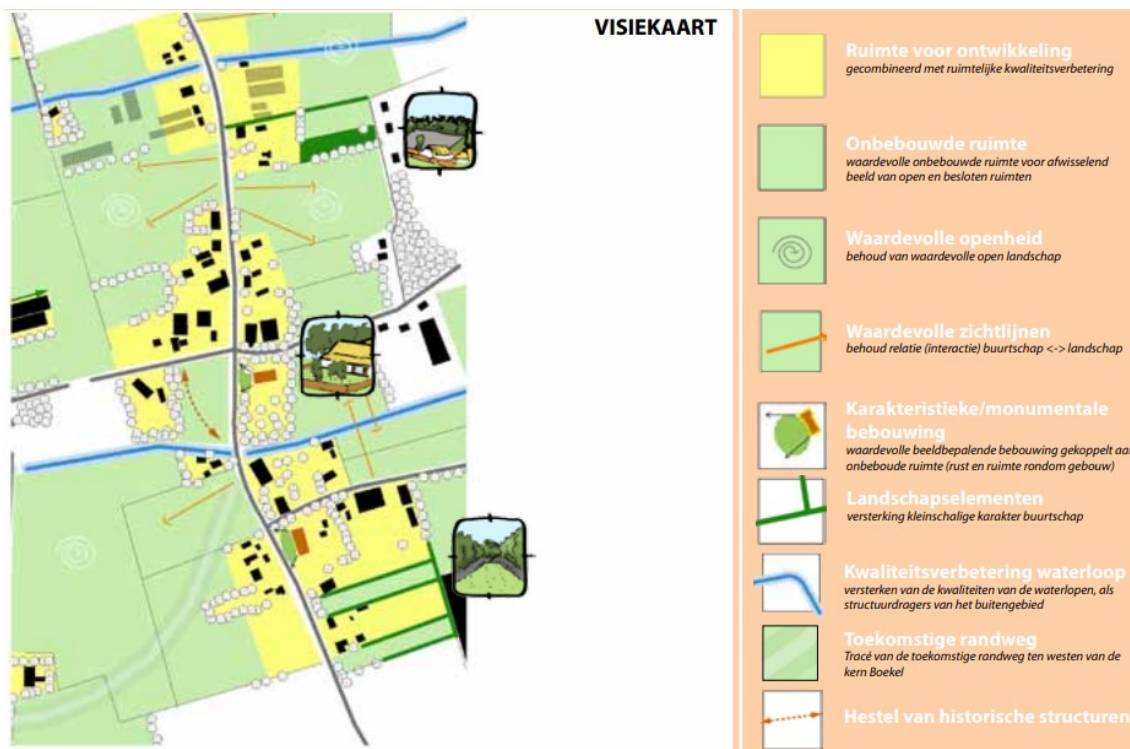 VISIEKAART
Ruimte voor ontwikkeling
gecombineerd met ruimtelijke kwaliteitsverbetering
Onbebouwde ruimte
waardevolle onbebouwde ruimte voor afwisselend
beeld van open en besloten ruimten
Waardevolle openheid
behoud van waardevolle open landschap
Waardevolle zichtlijnen
behoud relatie (interactie) buurtschap <-> landschap
Karakteristieke/monumentale
bebouwing
waardevolle beeldbepalende bebouwing gekoppelt aan
onbeboude ruimte (rust en ruimte rondom gebouw)
Landschapselementen
versterking kleinschalige karakter buurtschap
Kwaliteitsverbetering waterloop
versterken van de kwaliteiten van de waterlopen, als
structuurdragers van het buitengebied
Toekomstige randweg
Tracé van de toekomstige randweg ten westen van de
kern Boekel
Hestel van historische structuren